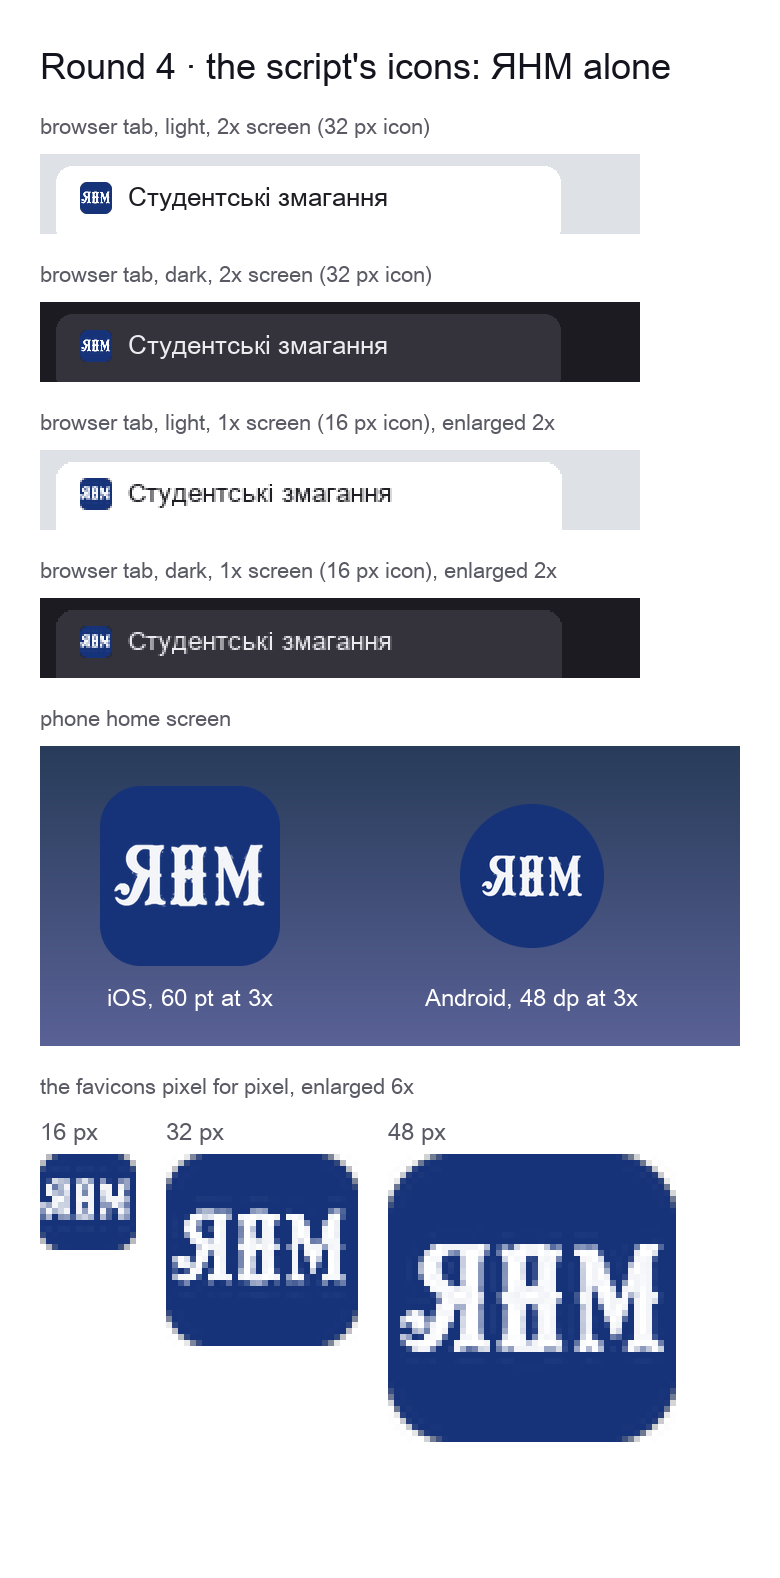 Round 4 · the script's icons: ЯНМ alone
browser tab, light, 2x screen (32 px icon)
ЯНМ Студентські змагання
browser tab, dark, 2x screen (32 px icon)
ЯНМ Студентські змагання
browser tab, light, 1x screen (16 px icon), enlarged 2x
ЯНМ Студентські змагання
browser tab, dark, 1x screen (16 px icon), enlarged 2x
ЯНМ Студентські змагання
phone home screen
ЯНМ ЯНМ
iOS, 60 pt at 3x Android, 48 dp at 3x
the favicons pixel for pixel, enlarged 6x
16 px 32 px 48 px
ЯНМ ЯНМ ЯНМ